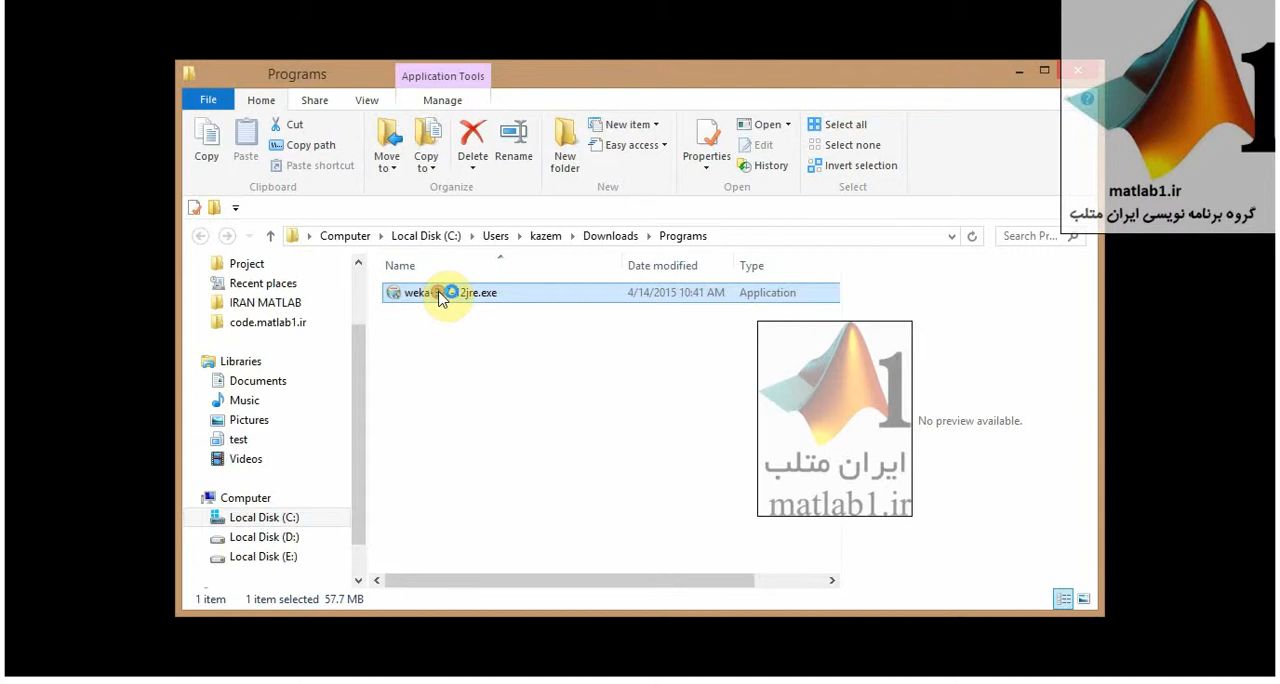 Programs
Application Tools
File Home Share View Manage
Copy
Paste
Cut
Copy path
Paste shortcut
Clipboard
Move to
Copy to
Delete
Rename
Organize
New folder
New item
Easy access
New
Properties
Open
Edit
History
Open
Select all
Select none
Invert selection
Select
matlab1.ir
گروه برنامه نویسی ایران متلب
Computer Local Disk (C:) Users kazem Downloads Programs
Search Pr...
Name Date modified Type
2jre.exe 4/14/2015 10:41 AM Application
Project
Recent places
IRAN MATLAB
code.matlab1.ir
Libraries
Documents
Music
Pictures
test
Videos
Computer
Local Disk (C:)
Local Disk (D:)
Local Disk (E:)
No preview available.
ایران متلب
matlab1.ir
1 item 1 item selected 57.7 MB